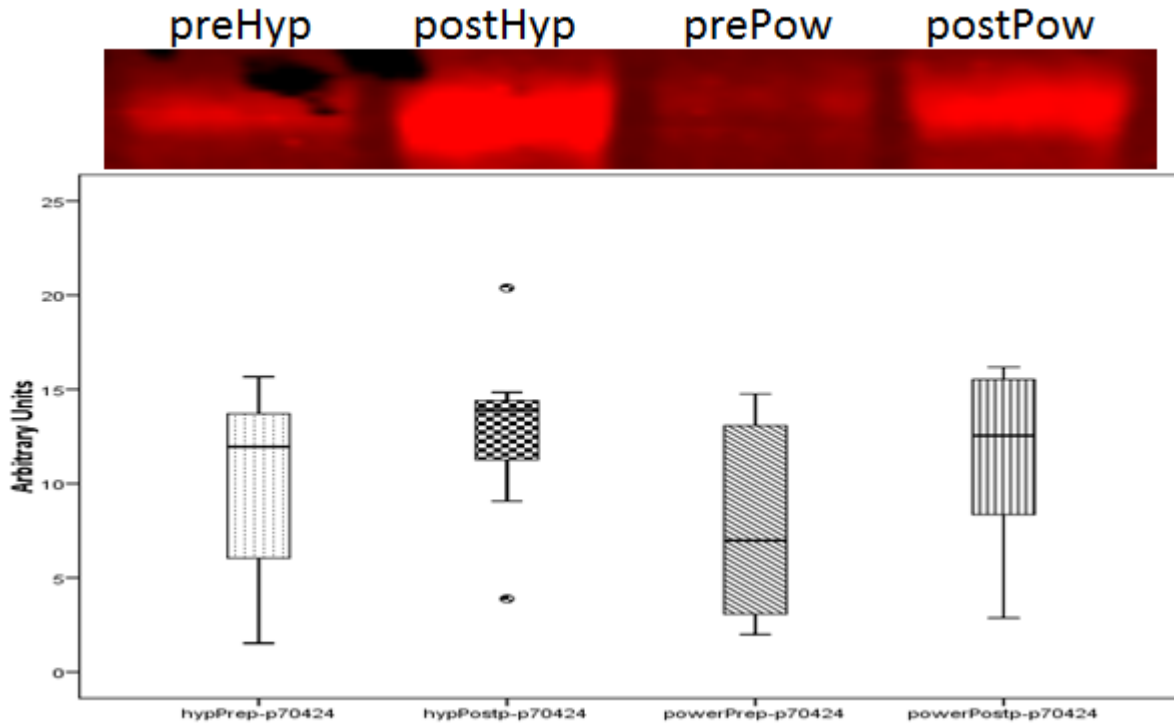 preHyp postHyp prePow postPow
25
20
15
10
5
0
Arbitrary Units
hypPrep-p70424 hypPostp-p70424 powerPrep-p70424 powerPostp-p70424